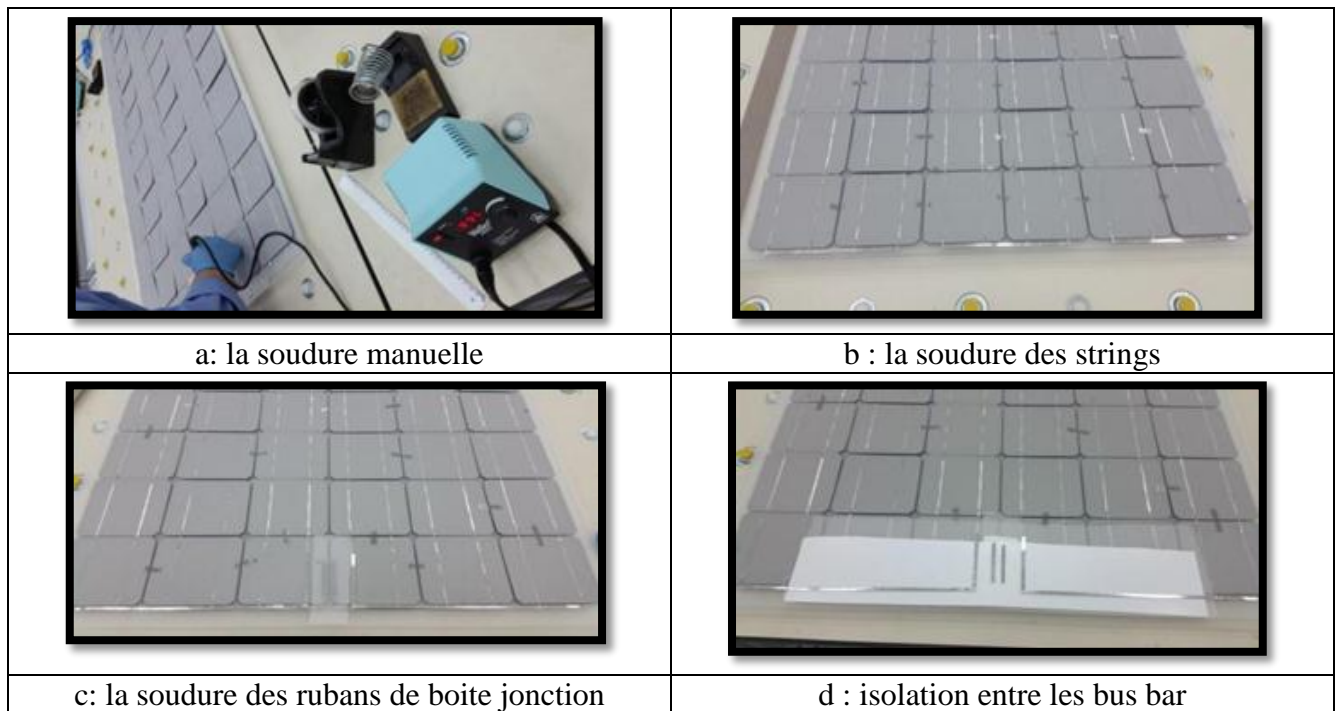 a: la soudure manuelle
b : la soudure des strings
c: la soudure des rubans de boite jonction
d : isolation entre les bus bar